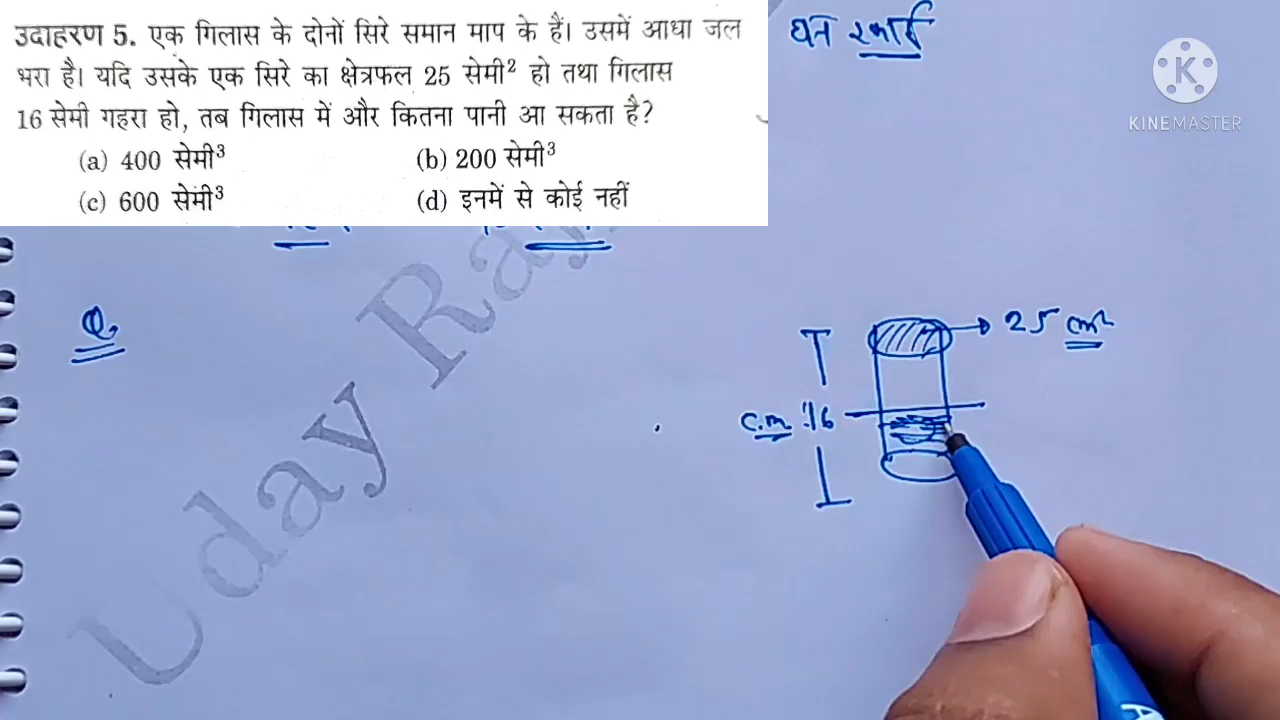 उदाहरण 5. एक गिलास के दोनों सिरे समान माप के हैं। उसमें आधा जल
भरा है। यदि उसके एक सिरे का क्षेत्रफल 25 सेमी² हो तथा गिलास
16 सेमी गहरा हो, तब गिलास में और कितना पानी आ सकता है?
(a) 400 सेमी³ (b) 200 सेमी³
(c) 600 सेमी³ (d) इनमें से कोई नहीं
घन इकाई
KINEMASTER
Q.
25 cm²
c.m 16
Uday Raj